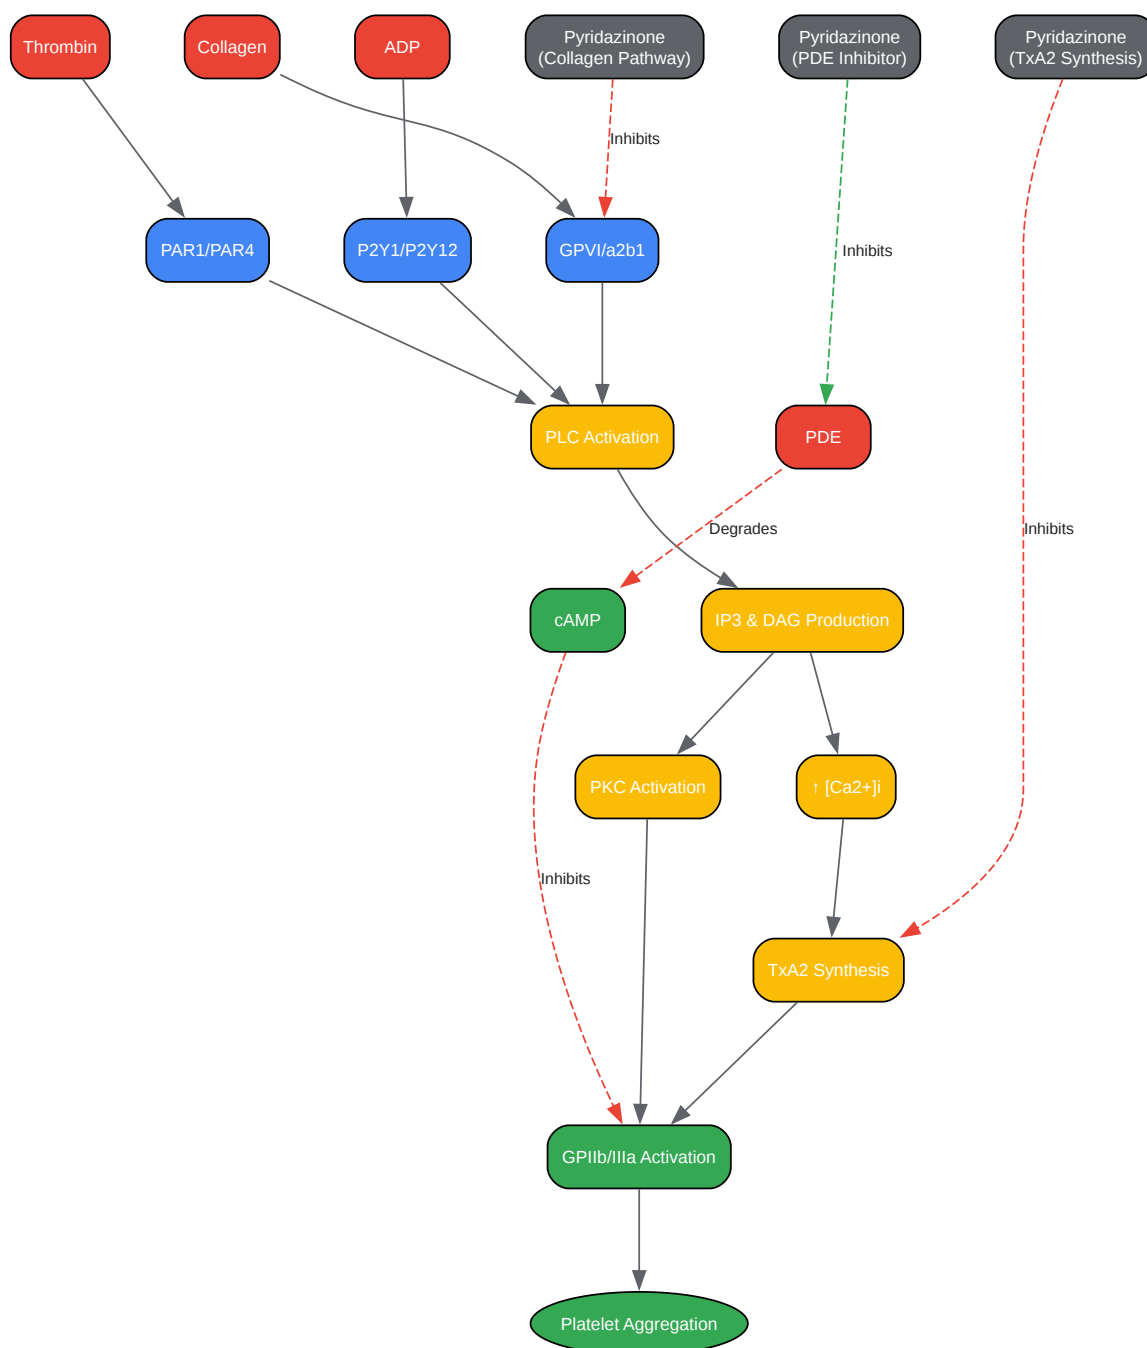 Thrombin
Collagen
ADP
Pyridazinone
(Collagen Pathway)
Pyridazinone
(PDE Inhibitor)
Pyridazinone
(TxA2 Synthesis)
Inhibits
PAR1/PAR4
P2Y1/P2Y12
GPVI/a2b1
Inhibits
PLC Activation
PDE
Degrades
Inhibits
cAMP
IP3 & DAG Production
PKC Activation
↑ [Ca2+]i
Inhibits
TxA2 Synthesis
GPIIb/IIIa Activation
Platelet Aggregation